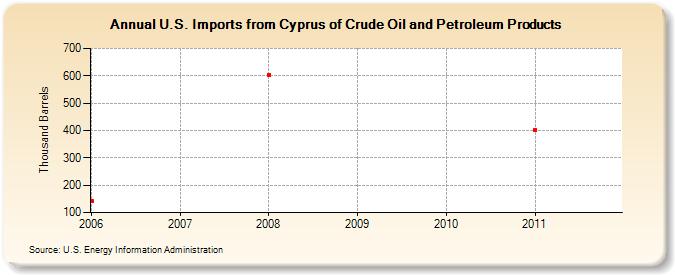 Annual U.S. Imports from Cyprus of Crude Oil and Petroleum Products
Thousand Barrels
700
600
500
400
300
200
100
2006 2007 2008 2009 2010 2011
Source: U.S. Energy Information Administration